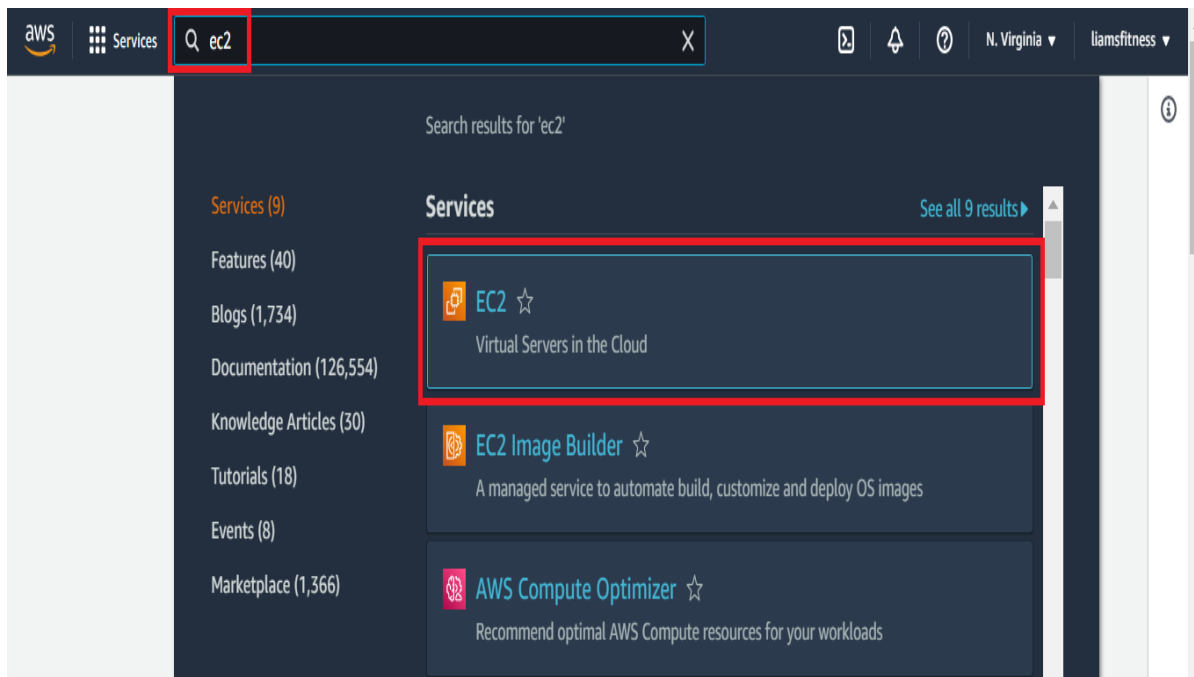 aws Services ec2 N. Virginia liamsfitness
Search results for 'ec2'
Services (9)
Features (40)
Blogs (1,734)
Documentation (126,554)
Knowledge Articles (30)
Tutorials (18)
Events (8)
Marketplace (1,366)
Services See all 9 results
EC2
Virtual Servers in the Cloud
EC2 Image Builder
A managed service to automate build, customize and deploy OS images
AWS Compute Optimizer
Recommend optimal AWS Compute resources for your workloads